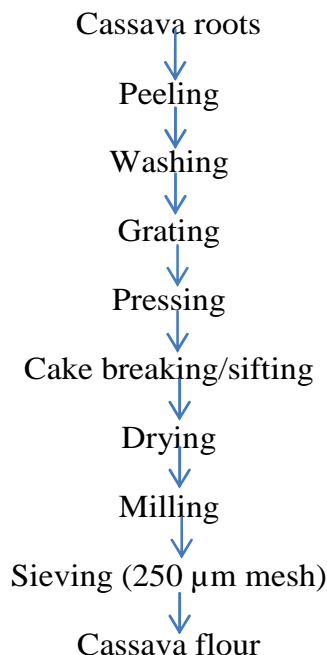 Cassava roots
Peeling
Washing
Grating
Pressing
Cake breaking/sifting
Drying
Milling
Sieving (250 µm mesh)
Cassava flour